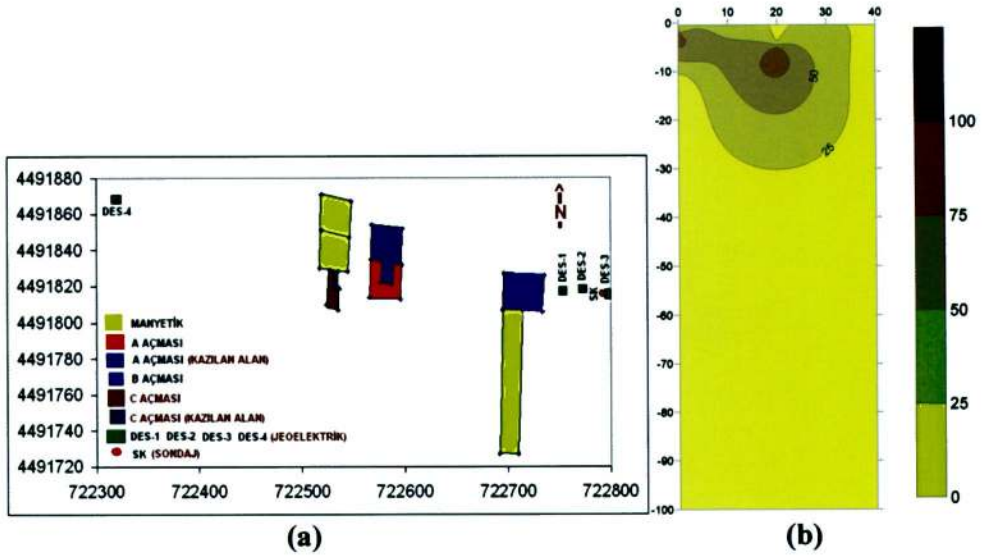 4491880
4491860
4491840
4491820
4491800
4491780
4491760
4491740
4491720
722300 722400 722500 722600 722700 722800
DES-4
N
DES-1
DES-2
SK
DES-3
MANYETİK
A AÇMASI
A AÇMASI (KAZILAN ALAN)
B AÇMASI
C AÇMASI
C AÇMASI (KAZILAN ALAN)
DES-1 DES-2 DES-3 DES-4 (JEOELEKTRİK)
SK (SONDAJ)
(a)
0 20 30 40
0
-10
-20
-30
-40
-50
-60
-70
-80
-90
-100
50
25
100
75
50
25
0
(b)